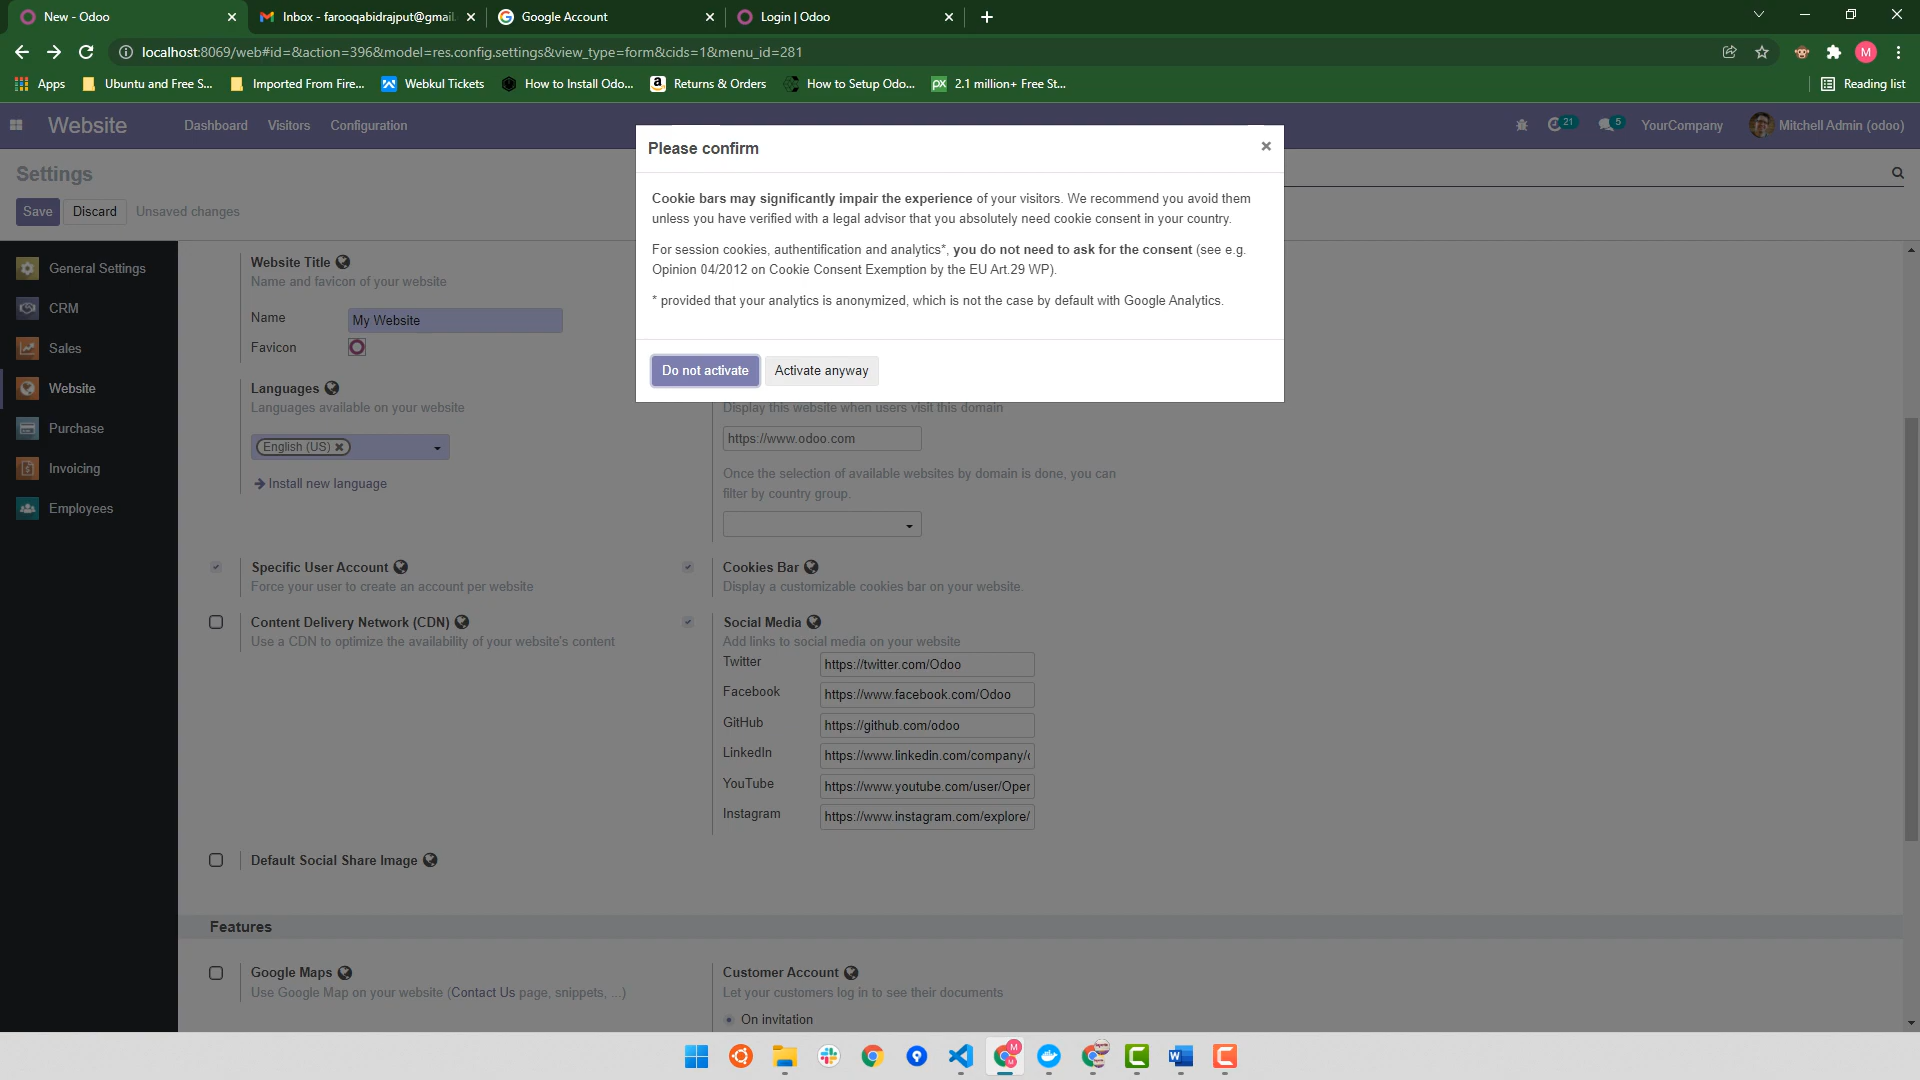 New - Odoo
Inbox - farooqabidrajput@gmail.
Google Account
Login | Odoo
localhost:8069/web#id=&action=396&model=res.config.settings&view_type=form&cids=1&menu_id=281
M
Apps
Ubuntu and Free S...
Imported From Fire...
Webkul Tickets
How to Install Odo...
Returns & Orders
How to Setup Odo...
2.1 million+ Free St...
Reading list
Website
Dashboard
Visitors
Configuration
21
5
YourCompany
Mitchell Admin (odoo)
Settings
Save
Discard
Unsaved changes
Please confirm
Cookie bars may significantly impair the experience of your visitors. We recommend you avoid them
unless you have verified with a legal advisor that you absolutely need cookie consent in your country.
For session cookies, authentification and analytics*, you do not need to ask for the consent (see e.g.
Opinion 04/2012 on Cookie Consent Exemption by the EU Art.29 WP).
* provided that your analytics is anonymized, which is not the case by default with Google Analytics.
Do not activate
Activate anyway
General Settings
CRM
Sales
Website
Purchase
Invoicing
Employees
Website Title
Name and favicon of your website
Name
My Website
Favicon
Languages
Languages available on your website
English (US)
Install new language
Display this website when users visit this domain
https://www.odoo.com
Once the selection of available websites by domain is done, you can
filter by country group.
Specific User Account
Force your user to create an account per website
Cookies Bar
Display a customizable cookies bar on your website.
Content Delivery Network (CDN)
Use a CDN to optimize the availability of your website's content
Social Media
Add links to social media on your website
Twitter
https://twitter.com/Odoo
Facebook
https://www.facebook.com/Odoo
GitHub
https://github.com/odoo
LinkedIn
https://www.linkedin.com/company/
YouTube
https://www.youtube.com/user/Oper
Instagram
https://www.instagram.com/explore/
Default Social Share Image
Features
Google Maps
Use Google Map on your website (Contact Us page, snippets, ...)
Customer Account
Let your customers log in to see their documents
On invitation